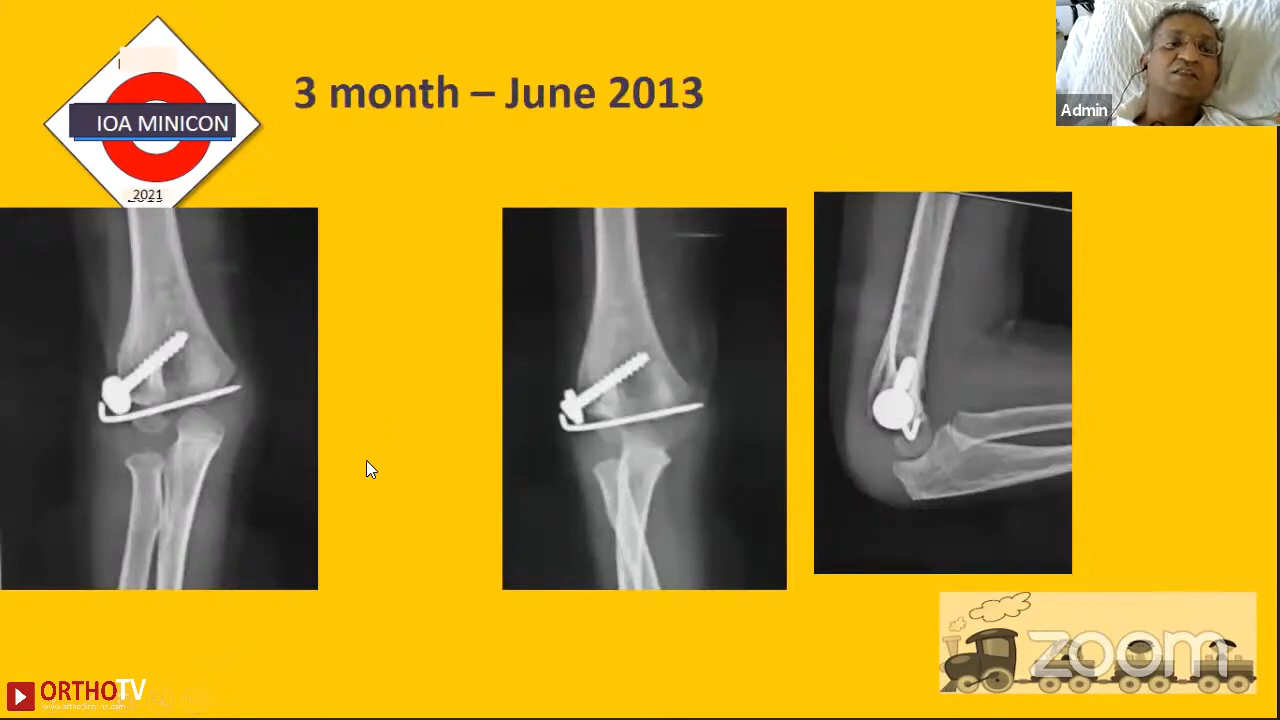 3 month – June 2013
IOA MINICON
2021
Admin
zoom
ORTHOTV